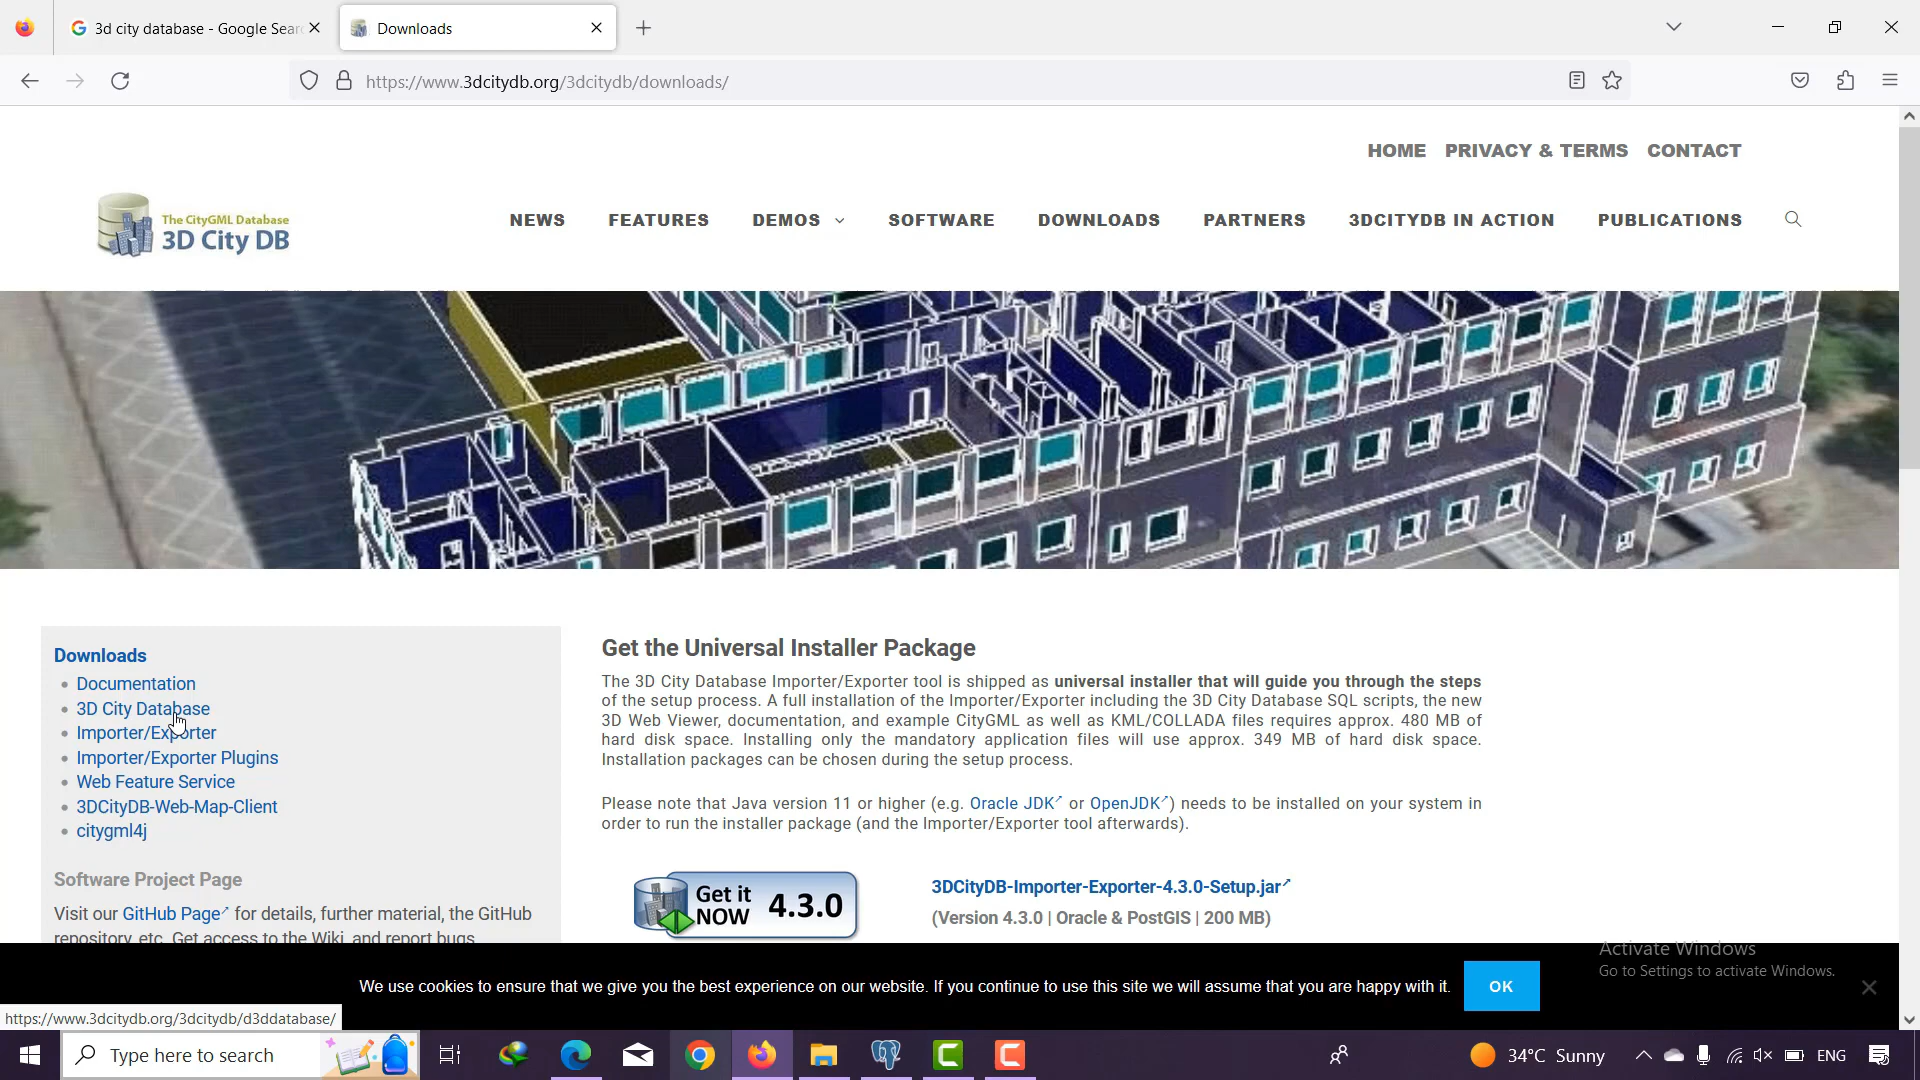 3d city database - Google Sear
Downloads
https://www.3dcitydb.org/3dcitydb/downloads/
HOME PRIVACY & TERMS CONTACT
The CityGML Database
3D City DB
NEWS FEATURES DEMOS SOFTWARE DOWNLOADS PARTNERS 3DCITYDB IN ACTION PUBLICATIONS
Downloads
Documentation
3D City Database
Importer/Exporter
Importer/Exporter Plugins
Web Feature Service
3DCityDB-Web-Map-Client
citygml4j
Software Project Page
Visit our GitHub Page for details, further material, the GitHub
repository, etc. Get access to the Wiki, and report bugs
Get the Universal Installer Package
The 3D City Database Importer/Exporter tool is shipped as universal installer that will guide you through the steps
of the setup process. A full installation of the Importer/Exporter including the 3D City Database SQL scripts, the new
3D Web Viewer, documentation, and example CityGML as well as KML/COLLADA files requires approx. 480 MB of
hard disk space. Installing only the mandatory application files will use approx. 349 MB of hard disk space.
Installation packages can be chosen during the setup process.
Please note that Java version 11 or higher (e.g. Oracle JDK or OpenJDK) needs to be installed on your system in
order to run the installer package (and the Importer/Exporter tool afterwards).
Get it
NOW 4.3.0
3DCityDB-Importer-Exporter-4.3.0-Setup.jar
(Version 4.3.0 | Oracle & PostGIS | 200 MB)
Activate Windows
Go to Settings to activate Windows.
We use cookies to ensure that we give you the best experience on our website. If you continue to use this site we will assume that you are happy with it.
OK
https://www.3dcitydb.org/3dcitydb/d3ddatabase/
Type here to search
34°C Sunny
ENG